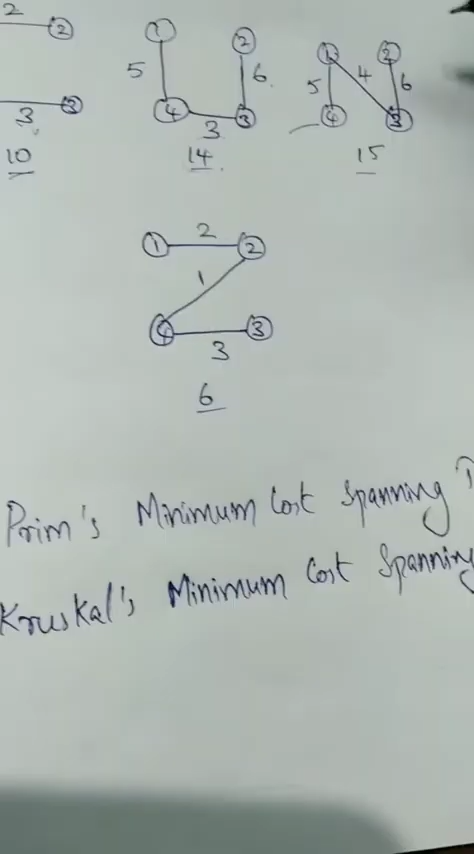 2 ② ① ② ① ②
5 6 5 4 6
③ ④ ③ ④ ③
3 3
10 14 15
① 2 ②
1
④ 3 ③
6
Prim's Minimum Cost Spanning T
Kruskal's Minimum Cost Spanning